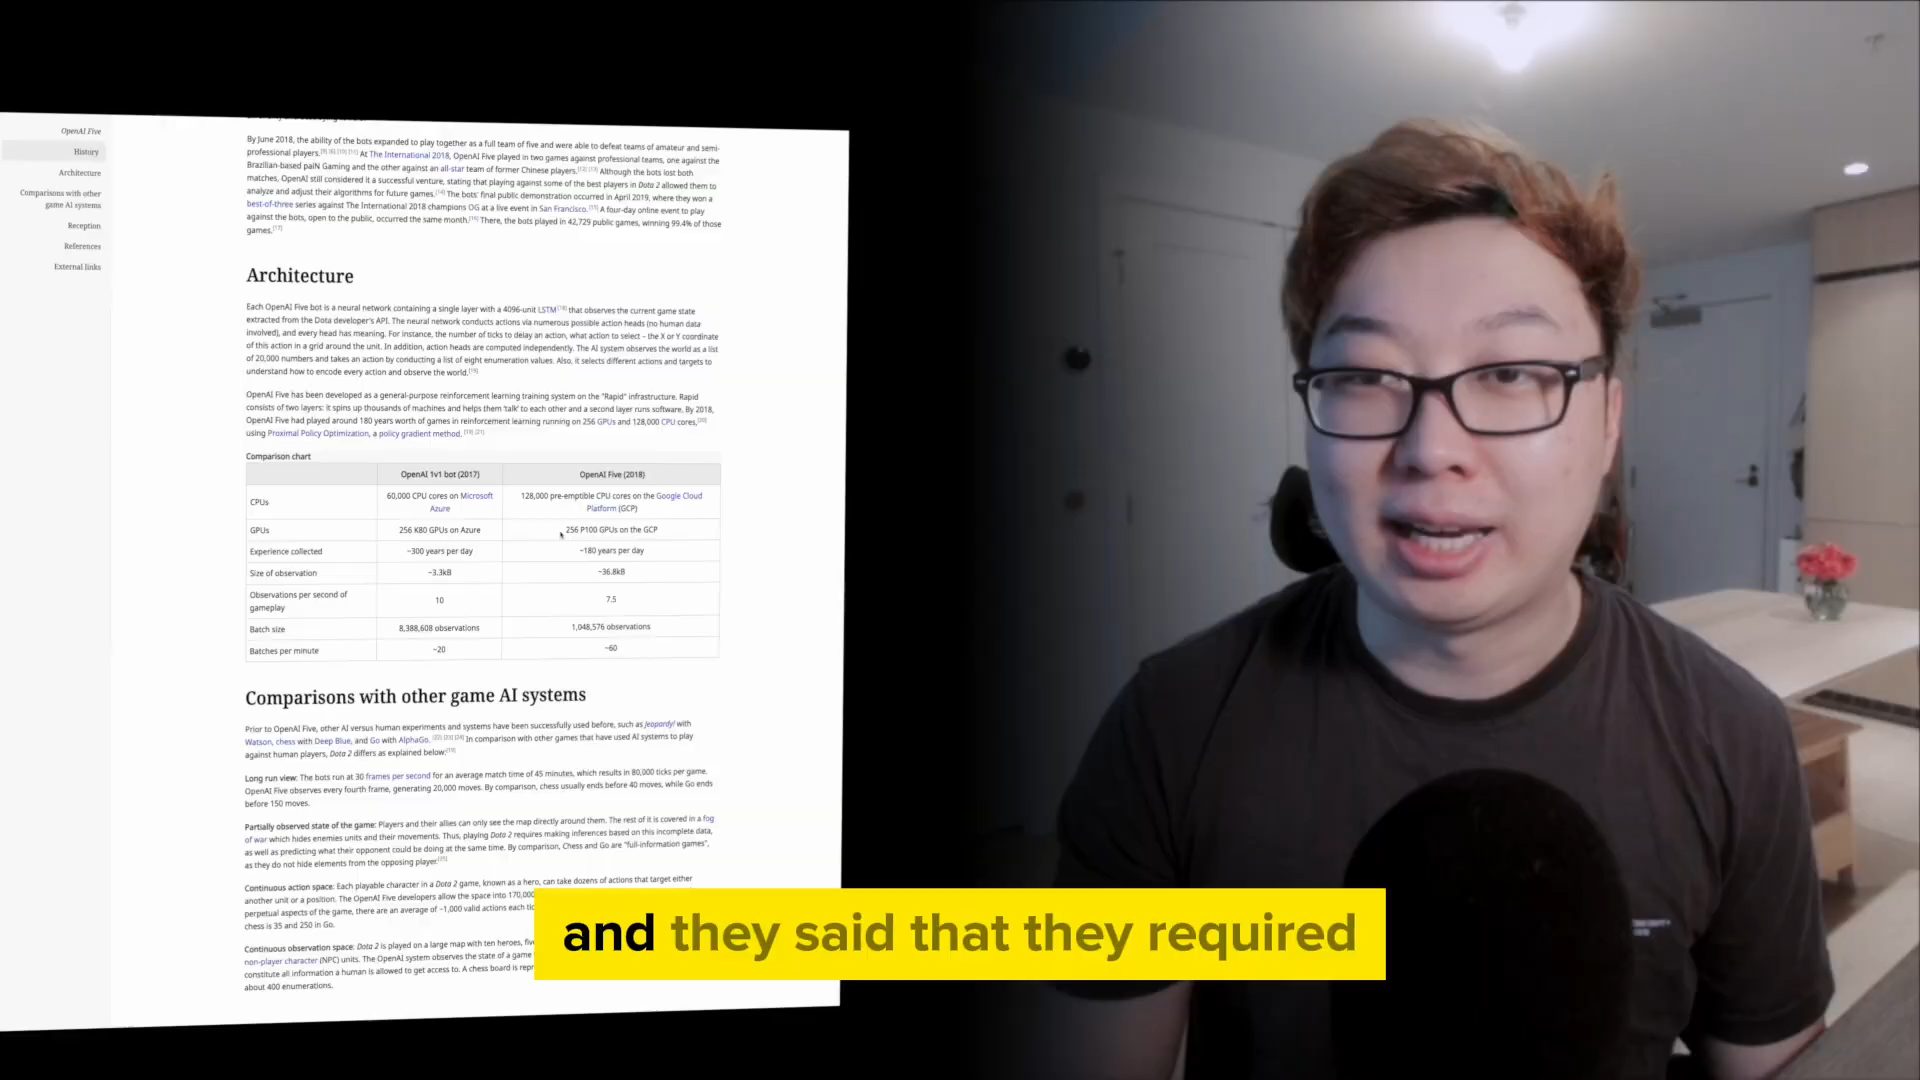 OpenAI Five
History
Architecture
Comparisons with other
game AI systems
Reception
References
External links
By June 2018, the ability of the bots expanded to play together as a full team of five and were able to defeat teams of amateur and semi-
professional players.[9] [6] [10] [11] At The International 2018, OpenAI Five played in two games against professional teams, one against the
Brazilian-based paiN Gaming and the other against an all-star team of former Chinese players.[12] [13] Although the bots lost both
matches, OpenAI still considered it a successful venture, stating that playing against some of the best players in Dota 2 allowed them to
analyze and adjust their algorithms for future games.[14] The bots' final public demonstration occurred in April 2019, where they won a
best-of-three series against The International 2018 champions OG at a live event in San Francisco.[15] A four-day online event to play
against the bots, open to the public, occurred the same month.[16] There, the bots played in 42,729 public games, winning 99.4% of those
games.[17]
Architecture
Each OpenAI Five bot is a neural network containing a single layer with a 4096-unit LSTM[18] that observes the current game state
extracted from the Dota developer's API. The neural network conducts actions via numerous possible action heads (no human data
involved), and every head has meaning. For instance, the number of ticks to delay an action, what action to select – the X or Y coordinate
of this action in a grid around the unit. In addition, action heads are computed independently. The AI system observes the world as a list
of 20,000 numbers and takes an action by conducting a list of eight enumeration values. Also, it selects different actions and targets to
understand how to encode every action and observe the world.[19]
OpenAI Five has been developed as a general-purpose reinforcement learning training system on the "Rapid" infrastructure. Rapid
consists of two layers: it spins up thousands of machines and helps them 'talk' to each other and a second layer runs software. By 2018,
OpenAI Five had played around 180 years worth of games in reinforcement learning running on 256 GPUs and 128,000 CPU cores,[20]
using Proximal Policy Optimization, a policy gradient method.[19] [21]
Comparison chart
OpenAI 1v1 bot (2017) OpenAI Five (2018)
CPUs 60,000 CPU cores on Microsoft Azure 128,000 pre-emptible CPU cores on the Google Cloud Platform (GCP)
GPUs 256 K80 GPUs on Azure 256 P100 GPUs on the GCP
Experience collected ~300 years per day ~180 years per day
Size of observation ~3.3kB ~36.8kB
Observations per second of gameplay 10 7.5
Batch size 8,388,608 observations 1,048,576 observations
Batches per minute ~20 ~60
Comparisons with other game AI systems
Prior to OpenAI Five, other AI versus human experiments and systems have been successfully used before, such as Jeopardy! with
Watson, chess with Deep Blue, and Go with AlphaGo.[22] [23] [24] In comparison with other games that have used AI systems to play
against human players, Dota 2 differs as explained below:[19]
Long run view: The bots run at 30 frames per second for an average match time of 45 minutes, which results in 80,000 ticks per game.
OpenAI Five observes every fourth frame, generating 20,000 moves. By comparison, chess usually ends before 40 moves, while Go ends
before 150 moves.
Partially observed state of the game: Players and their allies can only see the map directly around them. The rest of it is covered in a fog
of war which hides enemies units and their movements. Thus, playing Dota 2 requires making inferences based on this incomplete data,
as well as predicting what their opponent could be doing at the same time. By comparison, Chess and Go are "full-information games",
as they do not hide elements from the opposing player.[25]
Continuous action space: Each playable character in a Dota 2 game, known as a hero, can take dozens of actions that target either
another unit or a position. The OpenAI Five developers allow the space into 170,000
perpetual aspects of the game, there are an average of ~1,000 valid actions each
chess is 35 and 250 in Go.
Continuous observation space: Dota 2 is played on a large map with ten heroes,
non-player character (NPC) units. The OpenAI system observes the state of a game
constitute all information a human is allowed to get access to. A chess board is
about 400 enumerations.
and they said that they required